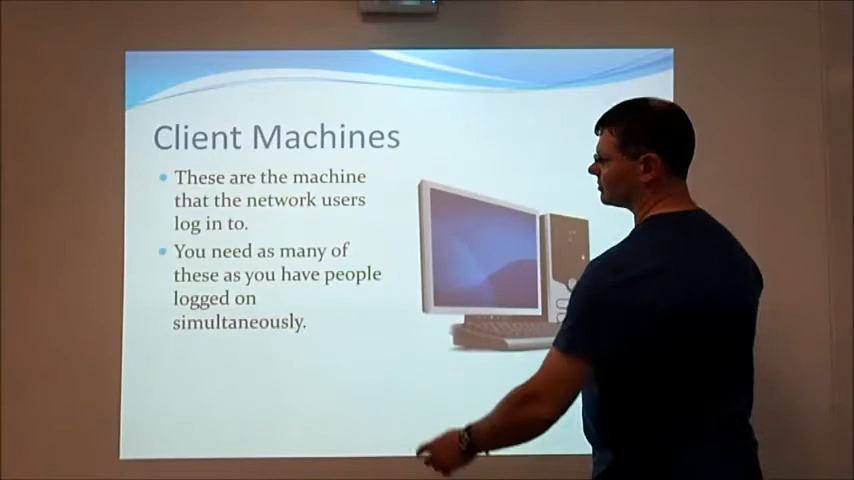 Client Machines
These are the machine
that the network users
log in to.
You need as many of
these as you have people
logged on
simultaneously.